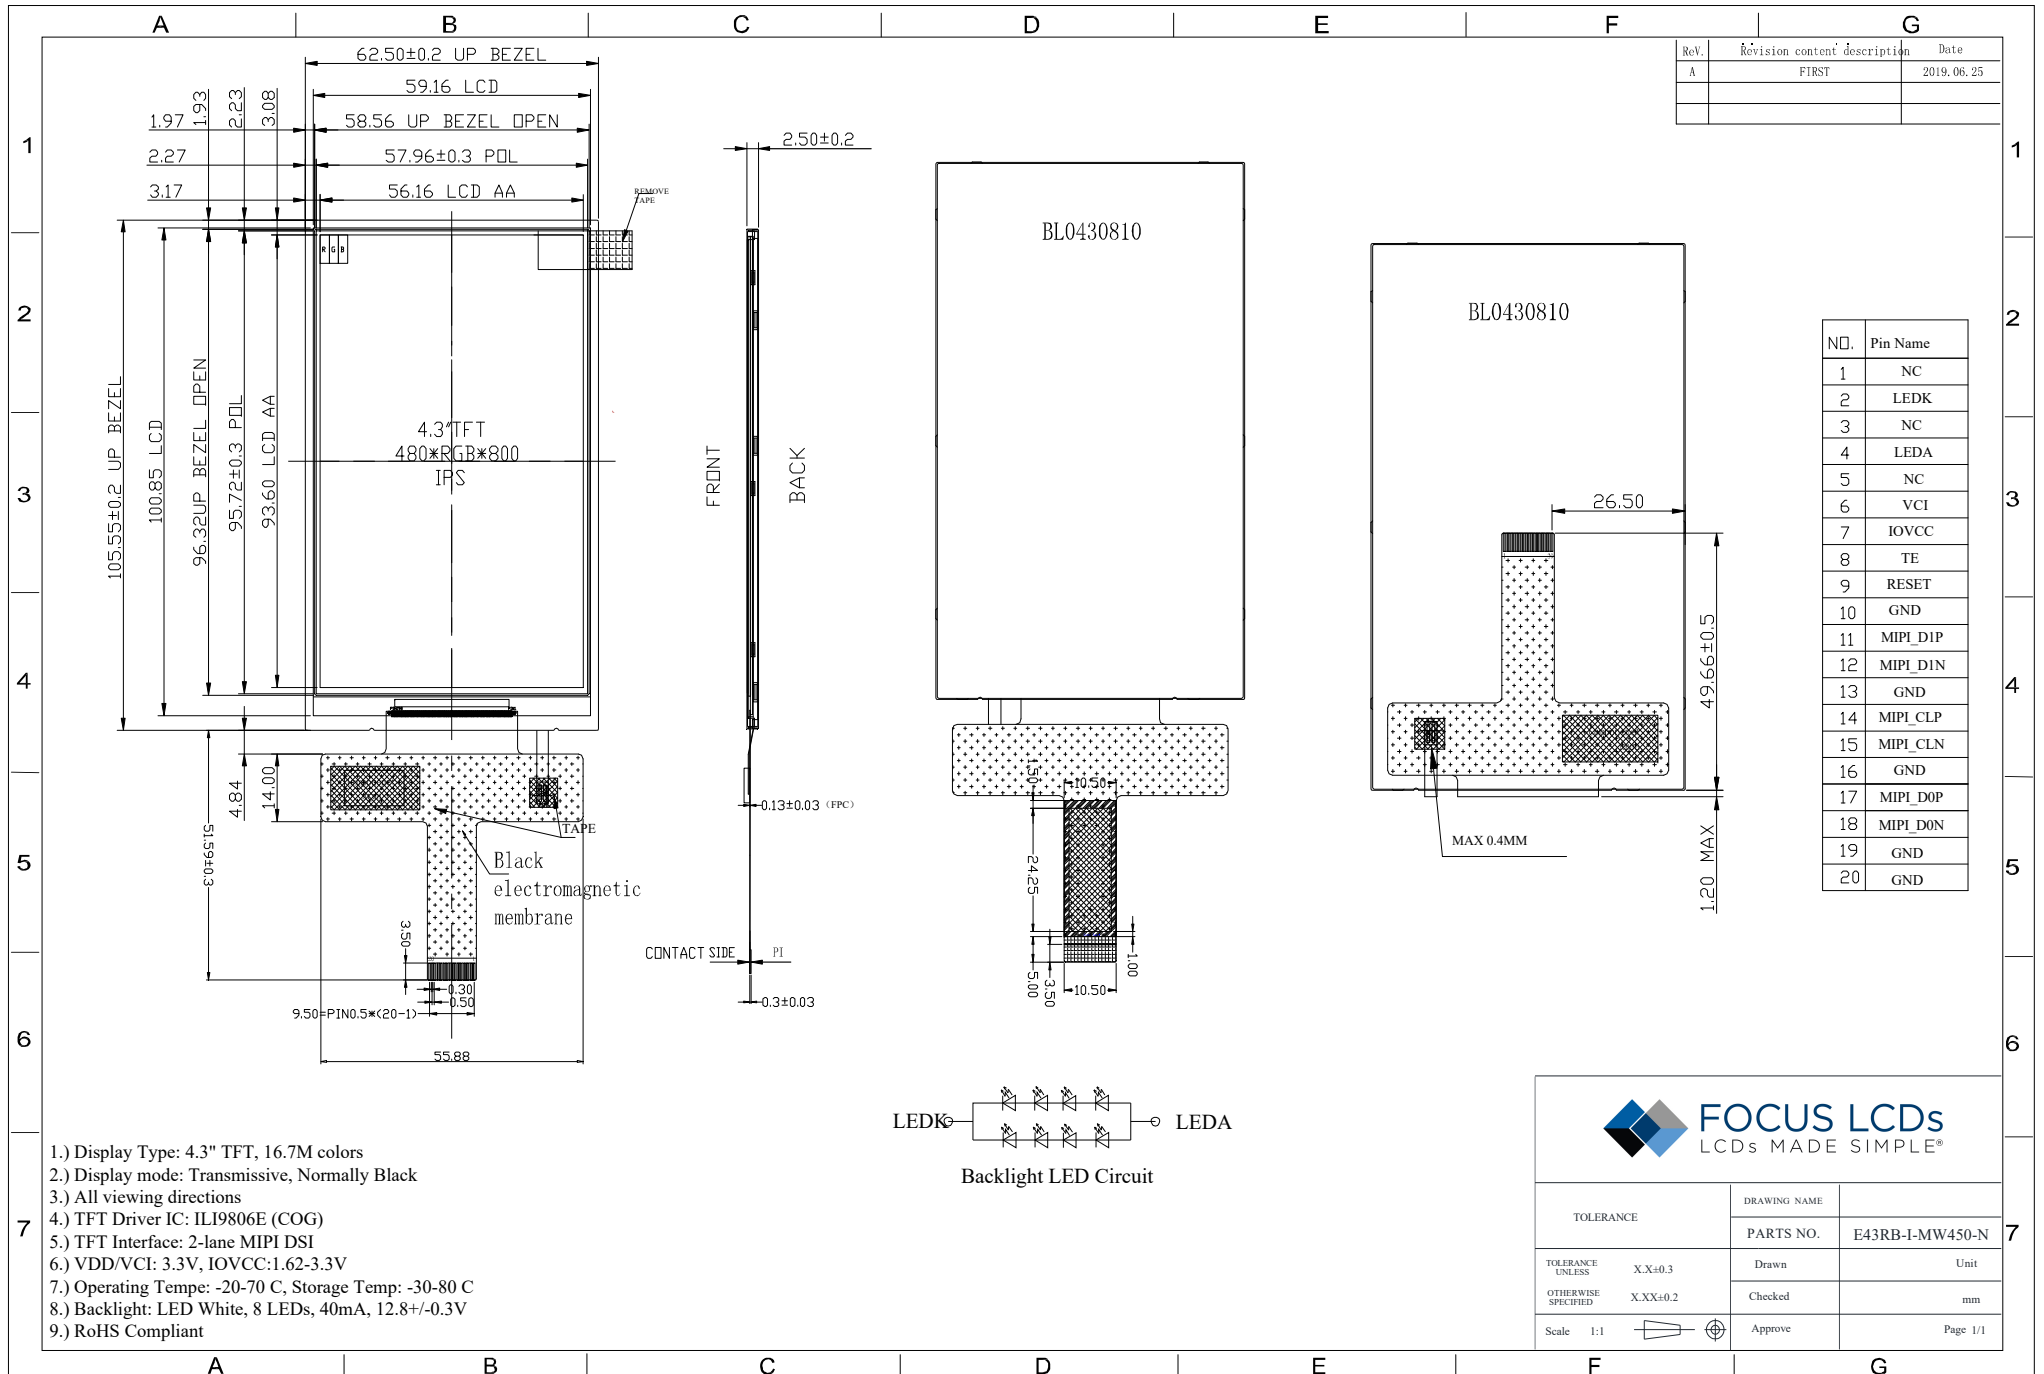 A B C D E F G
62.50±0.2 UP BEZEL
59.16 LCD
1.93
2.23
3.08
1.97
58.56 UP BEZEL OPEN
2.27
57.96±0.3 POL
3.17
56.16 LCD AA
REMOVE
TAPE
R G B
105.55±0.2 UP BEZEL
100.85 LCD
96.32UP BEZEL OPEN
95.72±0.3 POL
93.60 LCD AA
4.3"TFT
480*RGB*800
IPS
4.84
14.00
51.59±0.3
TAPE
Black
electromagnetic
membrane
3.50
0.30
0.50
9.50=PIN0.5*(20-1)
55.88
2.50±0.2
FRONT
BACK
0.13±0.03 (FPC)
CONTACT SIDE
PI
0.3±0.03
BL0430810
1.50
10.50
24.25
1.00
5.00
3.50
10.50
BL0430810
26.50
49.66±0.5
MAX 0.4MM
1.20 MAX
ReV. Revision content description Date
A FIRST 2019.06.25
NO. Pin Name
1 NC
2 LEDK
3 NC
4 LEDA
5 NC
6 VCI
7 IOVCC
8 TE
9 RESET
10 GND
11 MIPI_D1P
12 MIPI_D1N
13 GND
14 MIPI_CLP
15 MIPI_CLN
16 GND
17 MIPI_D0P
18 MIPI_D0N
19 GND
20 GND
1 1
2 2
3 3
4 4
5 5
6 6
7 7
LEDK
LEDA
Backlight LED Circuit
1.) Display Type: 4.3" TFT, 16.7M colors
2.) Display mode: Transmissive, Normally Black
3.) All viewing directions
4.) TFT Driver IC: ILI9806E (COG)
5.) TFT Interface: 2-lane MIPI DSI
6.) VDD/VCI: 3.3V, IOVCC:1.62-3.3V
7.) Operating Tempe: -20-70 C, Storage Temp: -30-80 C
8.) Backlight: LED White, 8 LEDs, 40mA, 12.8+/-0.3V
9.) RoHS Compliant
FOCUS LCDs
LCDs MADE SIMPLE®
TOLERANCE
DRAWING NAME
PARTS NO. E43RB-I-MW450-N
TOLERANCE
UNLESS
X.X±0.3
Drawn
Unit
OTHERWISE
SPECIFIED
X.XX±0.2
Checked
mm
Scale 1:1
Approve
Page 1/1
A B C D E F G